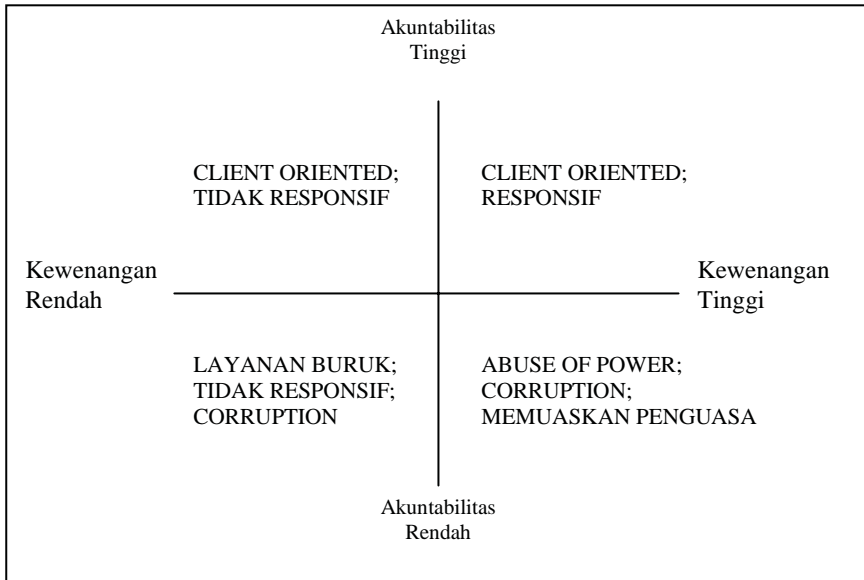 Akuntabilitas
Tinggi
CLIENT ORIENTED;
TIDAK RESPONSIF
CLIENT ORIENTED;
RESPONSIF
Kewenangan
Rendah
Kewenangan
Tinggi
LAYANAN BURUK;
TIDAK RESPONSIF;
CORRUPTION
ABUSE OF POWER;
CORRUPTION;
MEMUASKAN PENGUASA
Akuntabilitas
Rendah